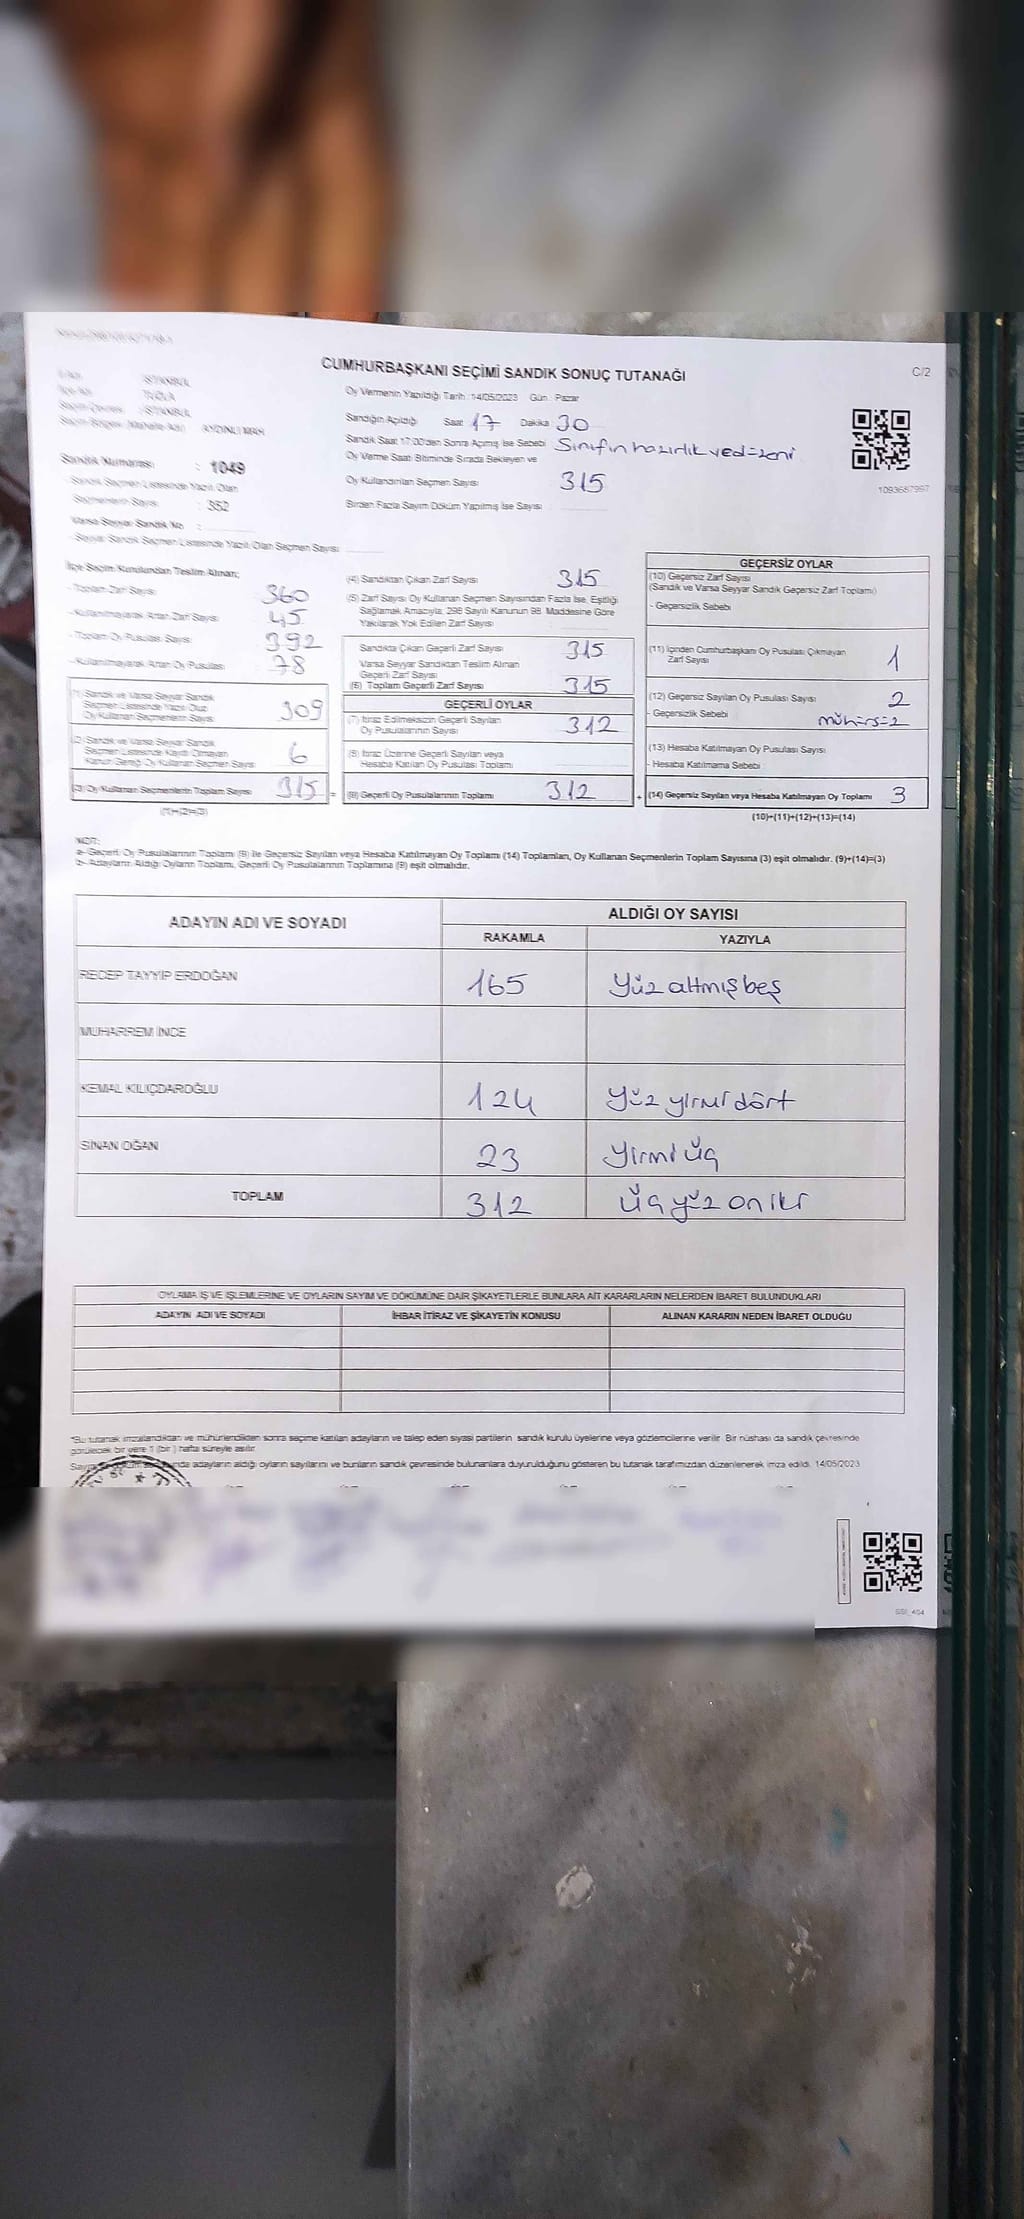 CUMHURBAŞKANI SEÇİMİ SANDIK SONUÇ TUTANAĞI
C/2
İSTANBUL
TUZLA
İSTANBUL
AYDINLI MAH
Oy Vermenin Yapıldığı Tarih :14/05/2023 Gün : Pazar
Sandığın Açıldığı Saat 17 Dakika 30
Sandık Saat 17.00'den Sonra Açılmış İse Sebebi Sınıfın hazırlık ve düzeni
Oy Verme Saati Bitiminde Sırada Bekleyen ve
Oy Kullandırılan Seçmen Sayısı 315
Birden Fazla Sayım Döküm Yapılmış İse Sayısı
1093687997
Sandık Numarası : 1049
Sandık Seçmen Listesinde Yazılı Olan
Seçmenlerin Sayısı : 352
Varsa Seyyar Sandık No :
- Seyyar Sandık Seçmen Listesinde Yazılı Olan Seçmen Sayısı
İlçe Seçim Kurulundan Teslim Alınan;
- Toplam Zarf Sayısı 360
- Kullanılmayarak Artan Zarf Sayısı 45
- Toplam Oy Pusulası Sayısı 392
- Kullanılmayarak Artan Oy Pusulası 78
(1) Sandık ve Varsa Seyyar Sandık
Seçmen Listesinde Yazılı Olup
Oy Kullanan Seçmenlerin Sayısı 309
(2) Sandık ve Varsa Seyyar Sandık
Seçmen Listesinde Kayıtlı Olmayan
Kanun Gereği Oy Kullanan Seçmen Sayısı 6
(3) Oy Kullanan Seçmenlerin Toplam Sayısı 315 =
(1)+(2)=(3)
(4) Sandıktan Çıkan Zarf Sayısı 315
(5) Zarf Sayısı Oy Kullanan Seçmen Sayısından Fazla İse, Eşitliği
Sağlamak Amacıyla, 298 Sayılı Kanunun 98. Maddesine Göre
Yakılarak Yok Edilen Zarf Sayısı
Sandıkta Çıkan Geçerli Zarf Sayısı 315
Varsa Seyyar Sandıktan Teslim Alınan
Geçerli Zarf Sayısı
(6) Toplam Geçerli Zarf Sayısı 315
GEÇERLİ OYLAR
(7) İtiraz Edilmeksizin Geçerli Sayılan
Oy Pusulalarının Sayısı 312
(8) İtiraz Üzerine Geçerli Sayılan veya
Hesaba Katılan Oy Pusulası Toplamı
(9) Geçerli Oy Pusulalarının Toplamı 312 +
GEÇERSİZ OYLAR
(10) Geçersiz Zarf Sayısı
(Sandık ve Varsa Seyyar Sandık Geçersiz Zarf Toplamı)
- Geçersizlik Sebebi
(11) İçinden Cumhurbaşkanı Oy Pusulası Çıkmayan
Zarf Sayısı 1
(12) Geçersiz Sayılan Oy Pusulası Sayısı 2
- Geçersizlik Sebebi
(13) Hesaba Katılmayan Oy Pusulası Sayısı
- Hesaba Katılmama Sebebi
(14) Geçersiz Sayılan veya Hesaba Katılmayan Oy Toplamı 3
(10)+(11)+(12)+(13)=(14)
NOT:
a- Geçerli Oy Pusulalarının Toplamı (9) ile Geçersiz Sayılan veya Hesaba Katılmayan Oy Toplamı (14) Toplamları, Oy Kullanan Seçmenlerin Toplam Sayısına (3) eşit olmalıdır. (9)+(14)=(3)
b- Adayların Aldığı Oyların Toplamı, Geçerli Oy Pusulalarının Toplamına (9) eşit olmalıdır.
ADAYIN ADI VE SOYADI
ALDIĞI OY SAYISI
RAKAMLA YAZIYLA
RECEP TAYYİP ERDOĞAN 165 Yüz altmış beş
MUHARREM İNCE
KEMAL KILIÇDAROĞLU 124 Yüz yirmi dört
SİNAN OĞAN 23 Yirmi üç
TOPLAM 312 üç yüz on iki
OYLAMA İŞ VE İŞLEMLERİNE VE OYLARIN SAYIM VE DÖKÜMÜNE DAİR ŞİKAYETLERLE BUNLARA AİT KARARLARIN NELERDEN İBARET BULUNDUKLARI
ADAYIN ADI VE SOYADI
İHBAR İTİRAZ VE ŞİKAYETİN KONUSU
ALINAN KARARIN NEDEN İBARET OLDUĞU
*Bu tutanak imzalandıktan ve mühürlendikten sonra seçime katılan adayların ve talep eden siyasi partilerin sandık kurulu üyelerine veya gözlemcilerine verilir. Bir nüshası da sandık çevresinde
görülecek bir yere 1 (bir ) hafta süreyle asılır.
adayların aldığı oyların sayılarını ve bunların sandık çevresinde bulunanlara duyurulduğunu gösteren bu tutanak tarafımızdan düzenlenerek imza edildi. 14/05/2023